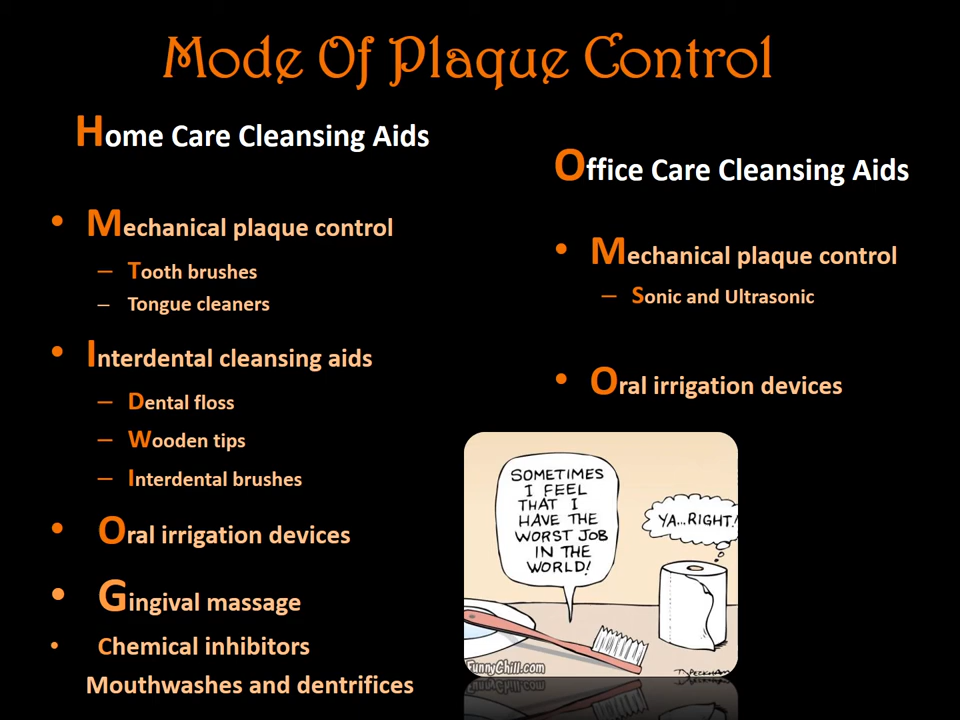 Mode Of Plaque Control
Home Care Cleansing Aids
• Mechanical plaque control
– Tooth brushes
– Tongue cleaners
• Interdental cleansing aids
– Dental floss
– Wooden tips
– Interdental brushes
• Oral irrigation devices
• Gingival massage
• Chemical inhibitors
Mouthwashes and dentrifices
Office Care Cleansing Aids
• Mechanical plaque control
– Sonic and Ultrasonic
• Oral irrigation devices
SOMETIMES
I FEEL
THAT I
HAVE THE
WORST JOB
IN THE
WORLD!
YA...RIGHT!
FunnyChill.com
DPECKHAM